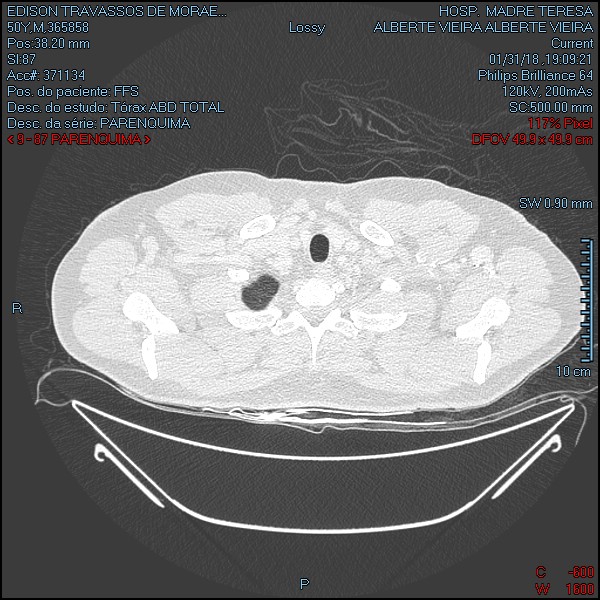 EDISON TRAVASSOS DE MORAE...
50Y,M,365858
Pos:38.20 mm
Sl:87
Acc#: 371134
Pos. do paciente: FFS
Desc. do estudo: Tórax ABD TOTAL
Desc. da série: PARENQUIMA
< 9 - 87 PARENQUIMA >
Lossy
HOSP. MADRE TERESA
ALBERTE VIEIRA ALBERTE VIEIRA
Current
01/31/18 ,19:09:21
Philips Brilliance 64
120kV, 200mAs
SC:500.00 mm
117% Pixel
DFOV 49.9 x 49.9 cm
SW 0.90 mm
R
10 cm
P
C -600
W 1600